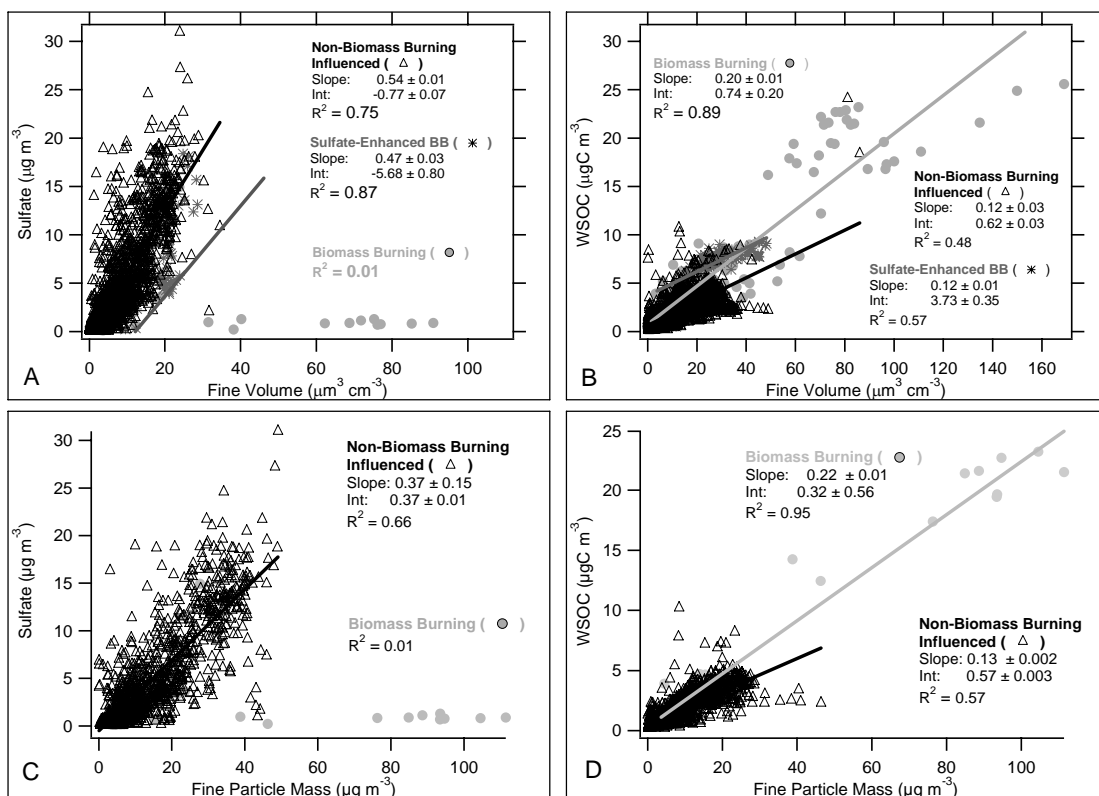 30
25
20
15
10
5
0
Sulfate (µg m-3)
0
20
40
60
80
100
Fine Volume (µm3 cm-3)
A
Non-Biomass Burning
Influenced ( △ )
Slope: 0.54 ± 0.01
Int: -0.77 ± 0.07
R2 = 0.75
Sulfate-Enhanced BB ( ✳ )
Slope: 0.47 ± 0.03
Int: -5.68 ± 0.80
R2 = 0.87
Biomass Burning ( ● )
R2 = 0.01
30
25
20
15
10
5
0
WSOC (µgC m-3)
0
20
40
60
80
100
120
140
160
Fine Volume (µm3 cm-3)
B
Biomass Burning ( ● )
Slope: 0.20 ± 0.01
Int: 0.74 ± 0.20
R2 = 0.89
Non-Biomass Burning
Influenced ( △ )
Slope: 0.12 ± 0.03
Int: 0.62 ± 0.03
R2 = 0.48
Sulfate-Enhanced BB ( ✳ )
Slope: 0.12 ± 0.01
Int: 3.73 ± 0.35
R2 = 0.57
30
25
20
15
10
5
0
Sulfate (µg m-3)
0
20
40
60
80
100
Fine Particle Mass (µg m-3)
C
Non-Biomass Burning
Influenced ( △ )
Slope: 0.37 ± 0.15
Int: 0.37 ± 0.01
R2 = 0.66
Biomass Burning ( ● )
R2 = 0.01
25
20
15
10
5
0
WSOC (µgC m-3)
0
20
40
60
80
100
Fine Particle Mass (µg m-3)
D
Biomass Burning ( ● )
Slope: 0.22 ± 0.01
Int: 0.32 ± 0.56
R2 = 0.95
Non-Biomass Burning
Influenced ( △ )
Slope: 0.13 ± 0.002
Int: 0.57 ± 0.003
R2 = 0.57